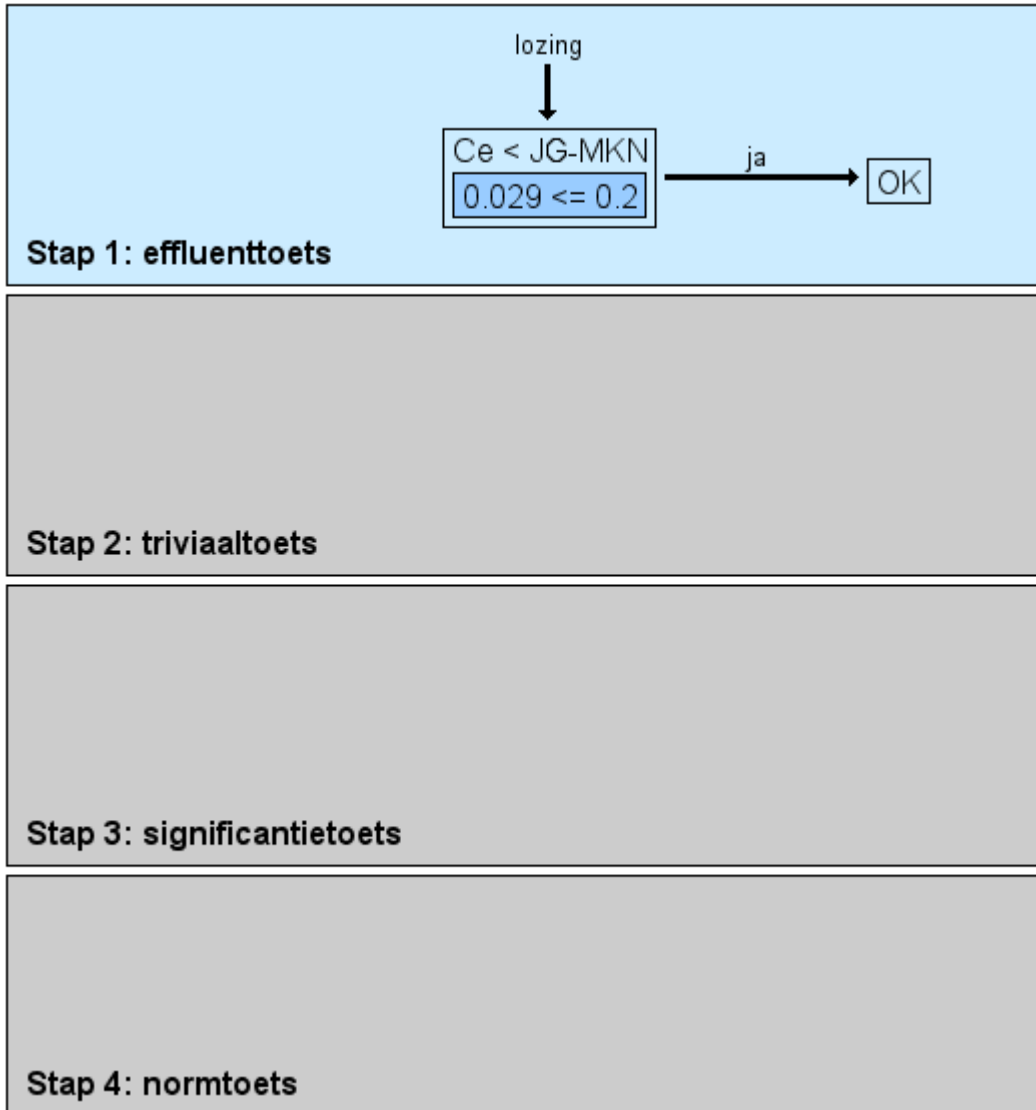 lozing
Ce < JG-MKN
ja
OK
0.029 <= 0.2
Stap 1: effluenttoets
Stap 2: triviaaltoets
Stap 3: significantietoets
Stap 4: normtoets